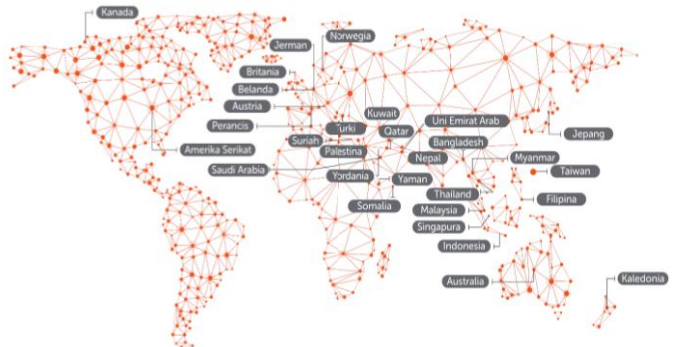 Kanada
Norwegia
Jerman
Britania
Belanda
Austria
Perancis
Kuwait
Uni Emirat Arab
Turki
Qatar
Jepang
Suriah
Bangladesh
Amerika Serikat
Palestina
Nepal
Myanmar
Saudi Arabia
Taiwan
Yordania
Yaman
Thailand
Filipina
Somalia
Malaysia
Singapura
Indonesia
Australia
Kaledonia